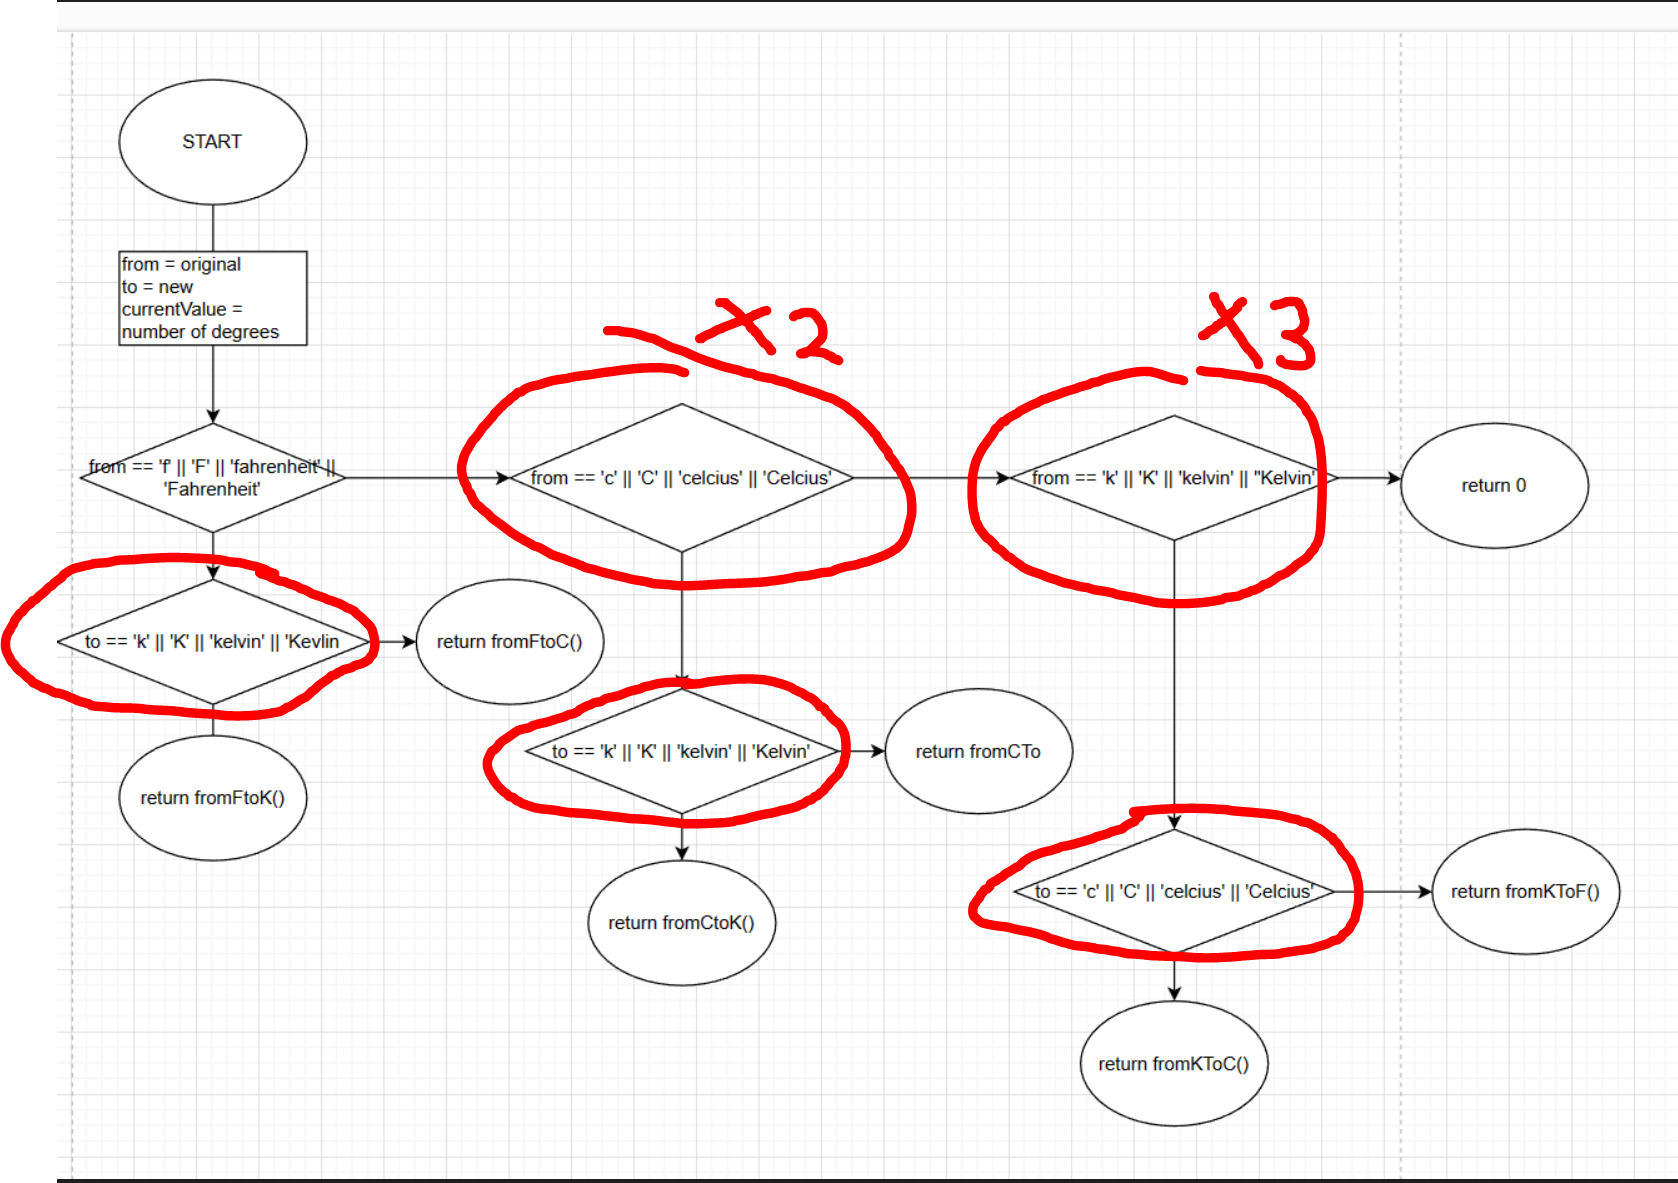 START
from = original
to = new
currentValue =
number of degrees
X2
X3
from == 'f' || 'F' || 'fahrenheit' ||
'Fahrenheit'
from == 'c' || 'C' || 'celcius' || 'Celcius'
from == 'k' || 'K' || 'kelvin' || "Kelvin'
return 0
to == 'k' || 'K' || 'kelvin' || 'Kevlin
return fromFtoC()
to == 'k' || 'K' || 'kelvin' || 'Kelvin'
return fromCTo
return fromFtoK()
to == 'c' || 'C' || 'celcius' || 'Celcius'
return fromKToF()
return fromCtoK()
return fromKToC()